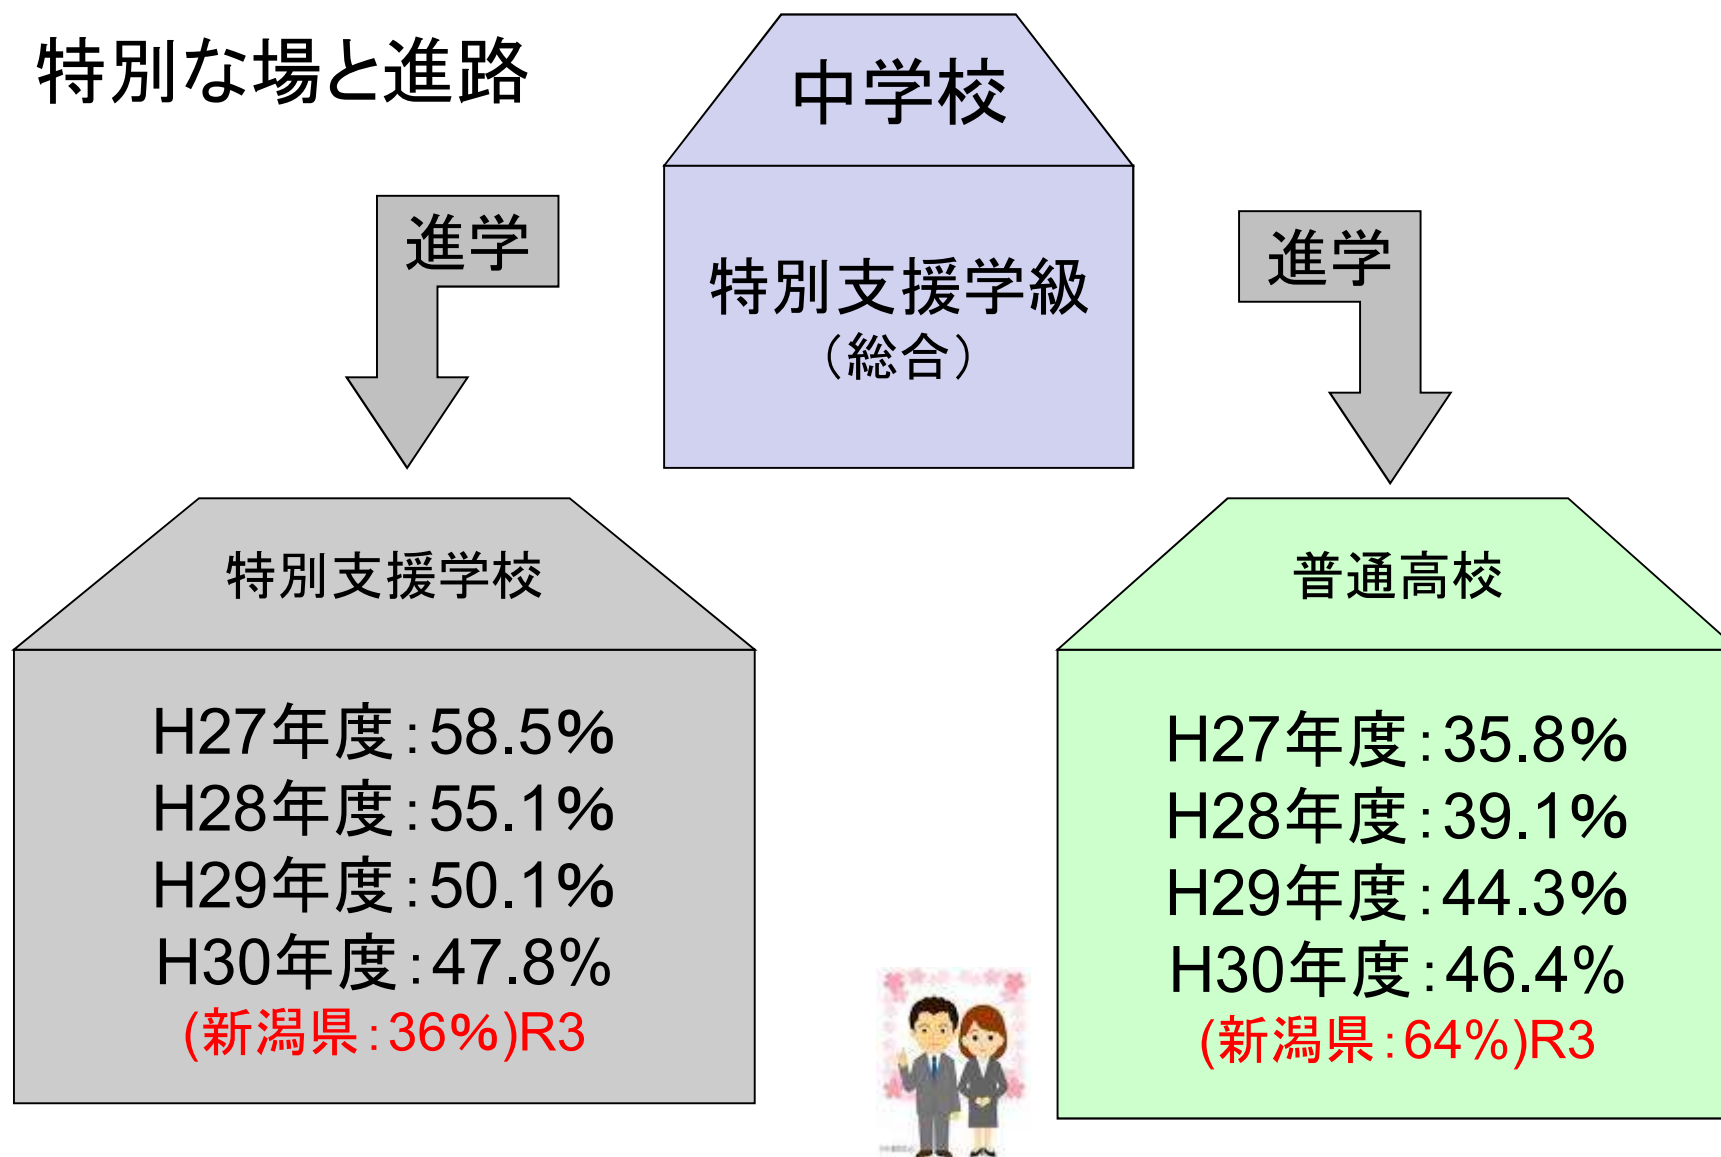 特別な場と進路
中学校
特別支援学級
（総合）
進学
進学
特別支援学校
H27年度：58.5％
H28年度：55.1％
H29年度：50.1％
H30年度：47.8％
(新潟県：36％)R3
普通高校
H27年度：35.8％
H28年度：39.1％
H29年度：44.3％
H30年度：46.4％
(新潟県：64％)R3